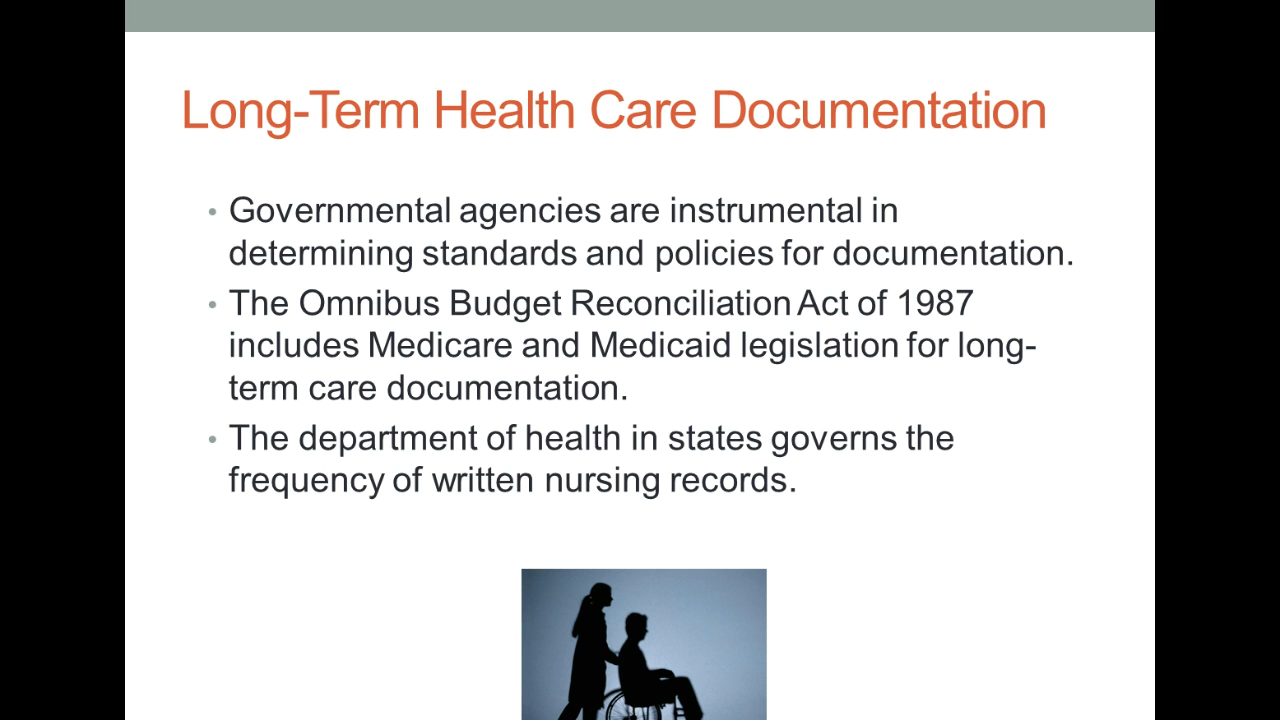 Long-Term Health Care Documentation
• Governmental agencies are instrumental in
determining standards and policies for documentation.
• The Omnibus Budget Reconciliation Act of 1987
includes Medicare and Medicaid legislation for long-
term care documentation.
• The department of health in states governs the
frequency of written nursing records.